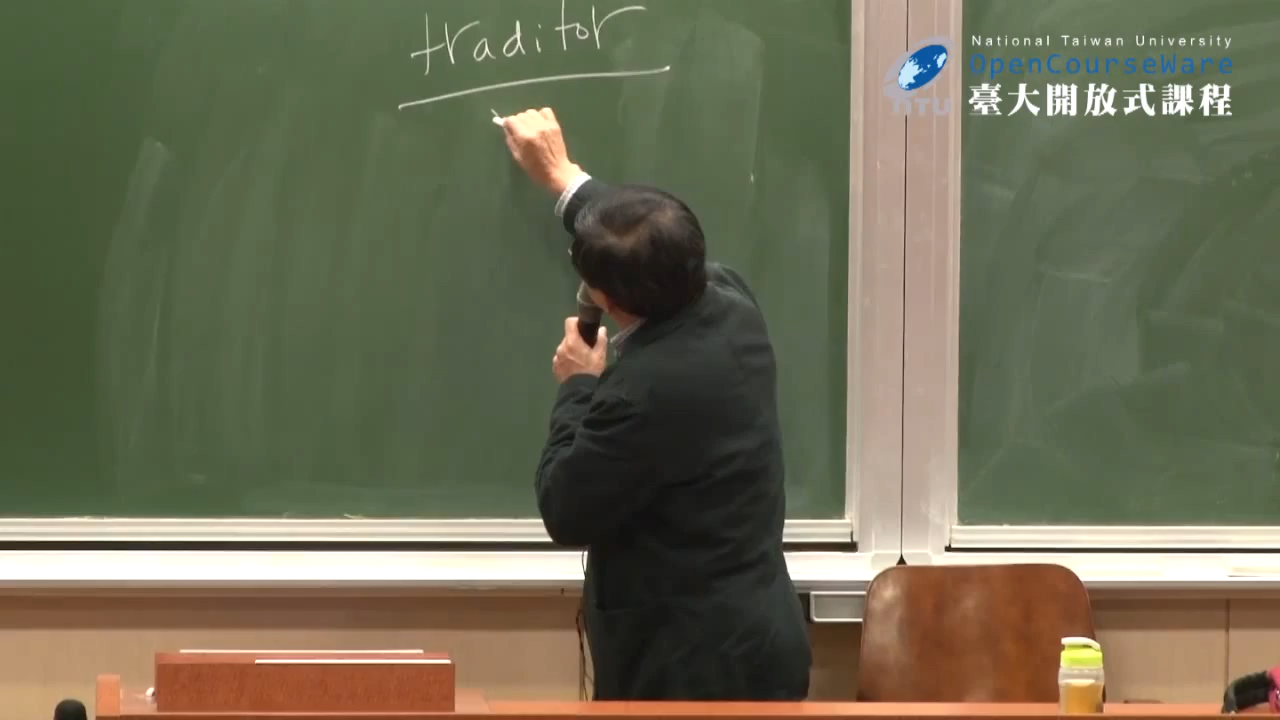 traditor
National Taiwan University
OpenCourseWare
NTU
臺大開放式課程